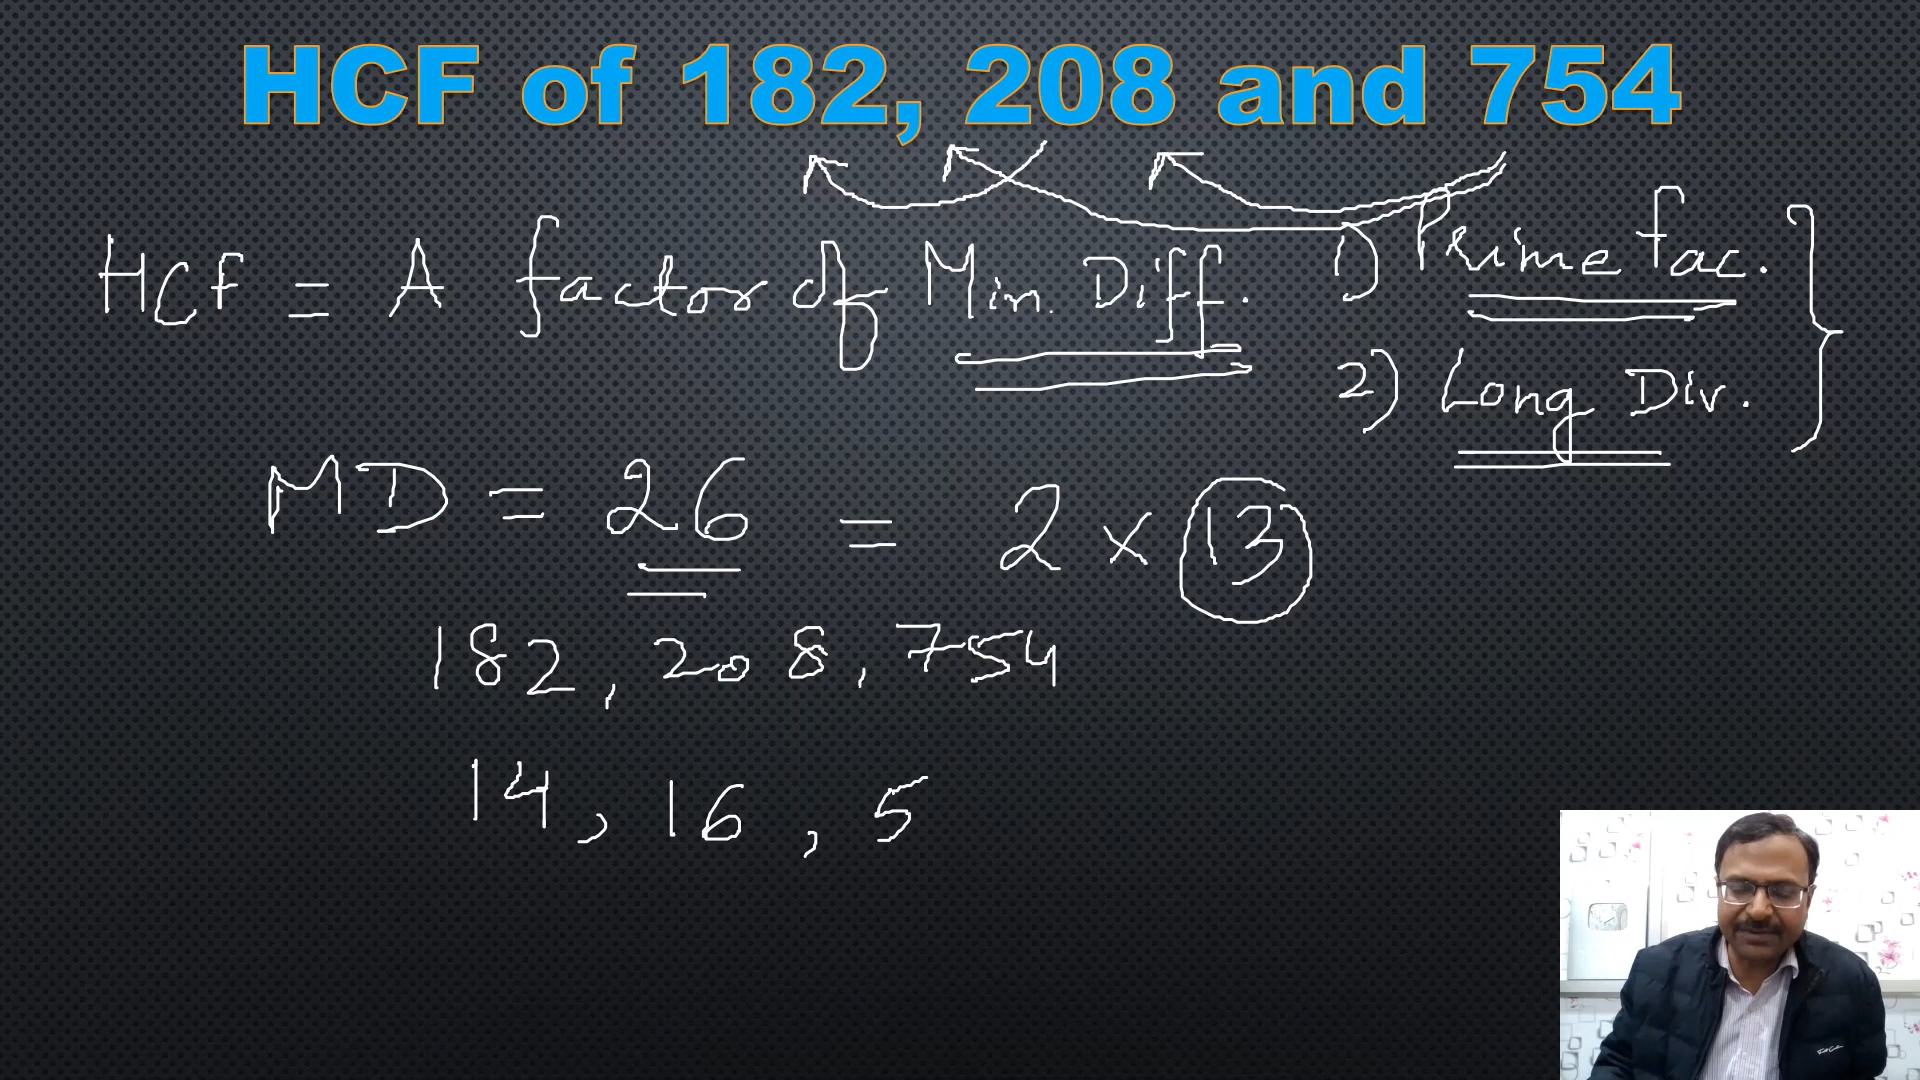 HCF of 182, 208 and 754
HCF = A factor of Min. Diff.
1) Prime fac.
2) Long Div.
MD = 26 = 2 × 13
182, 208, 754
14, 16, 5